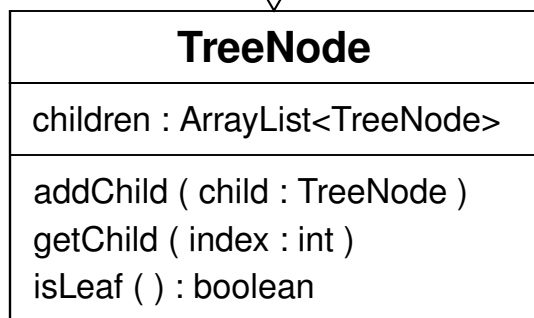 TreeNode
children : ArrayList<TreeNode>
addChild ( child : TreeNode )
getChild ( index : int )
isLeaf ( ) : boolean